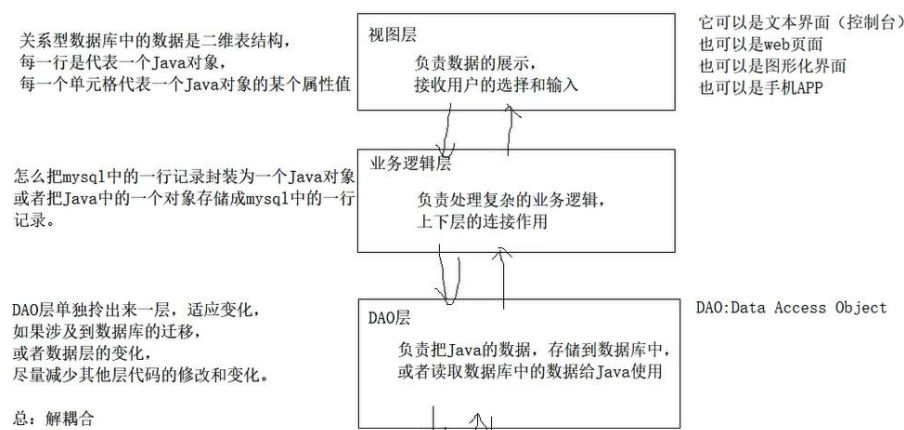 关系型数据库中的数据是二维表结构，
每一行是代表一个Java对象，
每一个单元格代表一个Java对象的某个属性值
视图层
负责数据的展示，
接收用户的选择和输入
它可以是文本界面（控制台）
也可以是web页面
也可以是图形化界面
也可以是手机APP
怎么把mysql中的一行记录封装为一个Java对象
或者把Java中的一个对象存储成mysql中的一行
记录。
业务逻辑层
负责处理复杂的业务逻辑，
上下层的连接作用
DAO层单独拎出来一层，适应变化，
如果涉及到数据库的迁移，
或者数据层的变化，
尽量减少其他层代码的修改和变化。
总：解耦合
DAO层
负责把Java的数据，存储到数据库中，
或者读取数据库中的数据给Java使用
DAO:Data Access Object